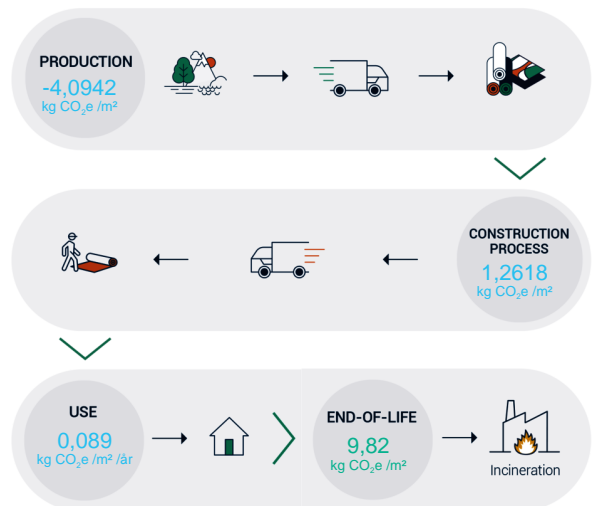 PRODUCTION
-4,0942
kg CO₂e /m²
CONSTRUCTION
PROCESS
1,2618
kg CO₂e /m²
USE
0,089
kg CO₂e /m² /år
END-OF-LIFE
9,82
kg CO₂e /m²
Incineration